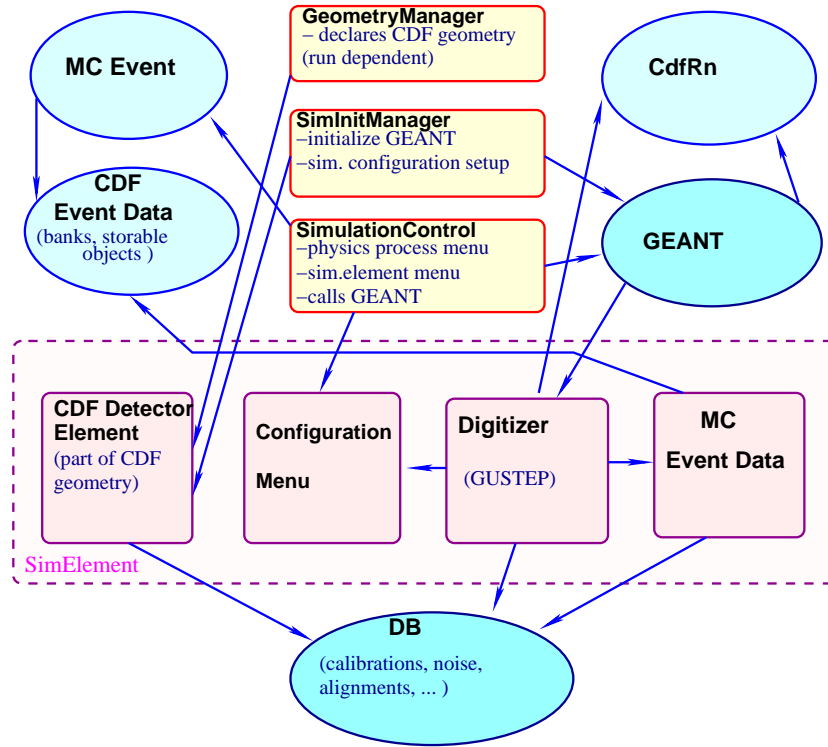 GeometryManager
– declares CDF geometry
(run dependent)
MC Event
CdfRn
SimInitManager
–initialize GEANT
–sim. configuration setup
CDF
Event Data
(banks, storable
objects )
SimulationControl
–physics process menu
–sim.element menu
–calls GEANT
GEANT
CDF Detector
Element
(part of CDF
geometry)
Configuration
Menu
Digitizer
(GUSTEP)
MC
Event Data
SimElement
DB
(calibrations, noise,
alignments, ... )